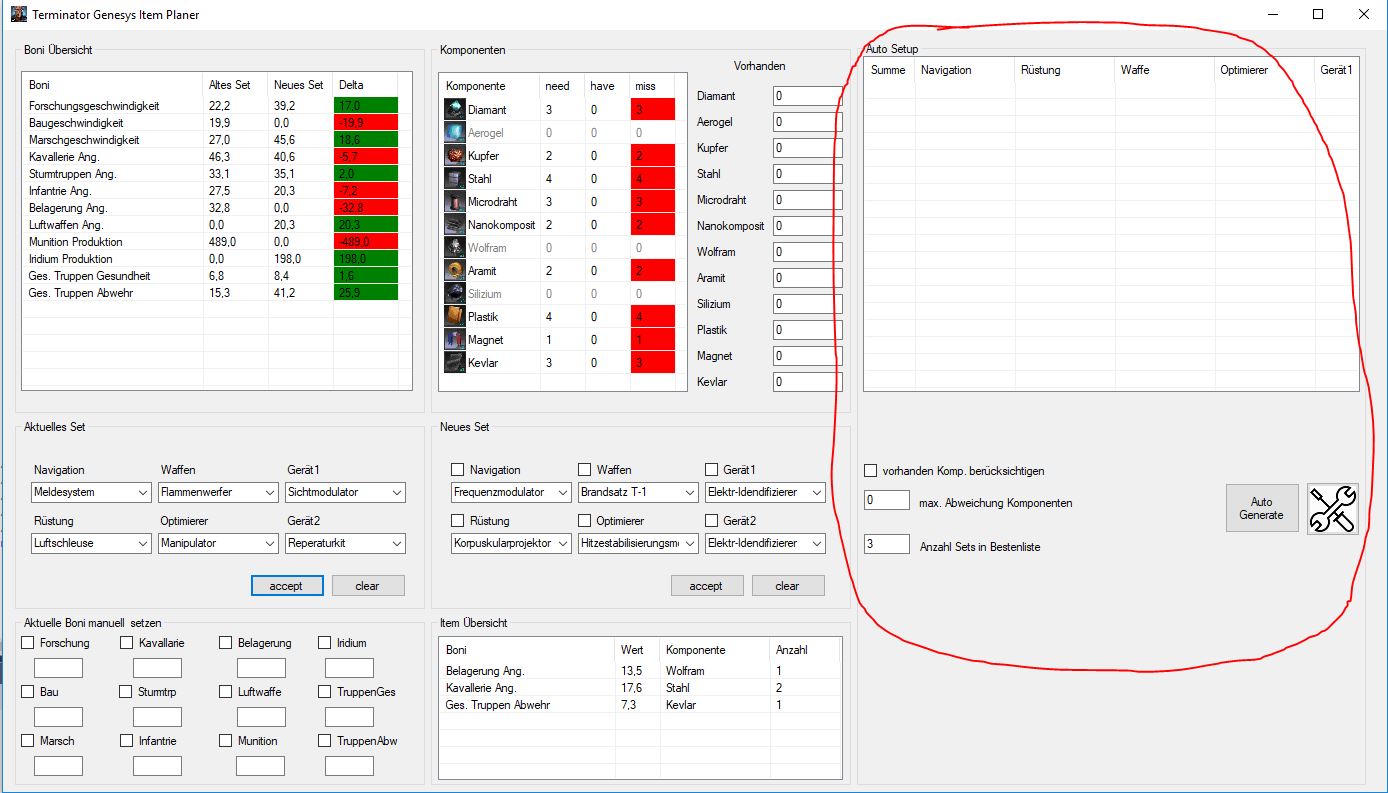 Terminator Genesys Item Planer
Boni Übersicht
Boni Altes Set Neues Set Delta
Forschungsgeschwindigkeit 22,2 39,2 17,0
Baugeschwindigkeit 19,9 0,0 -19,9
Marschgeschwindigkeit 27,0 45,6 18,6
Kavallerie Ang. 46,3 40,6 -5,7
Sturmtruppen Ang. 33,1 35,1 2,0
Infantrie Ang. 27,5 20,3 -7,2
Belagerung Ang. 32,8 0,0 -32,8
Luftwaffen Ang. 0,0 20,3 20,3
Munition Produktion 489,0 0,0 -489,0
Iridium Produktion 0,0 198,0 198,0
Ges. Truppen Gesundheit 6,8 8,4 1,6
Ges. Truppen Abwehr 15,3 41,2 25,9
Komponenten
Komponente need have miss
Diamant 3 0 3
Aerogel 0 0 0
Kupfer 2 0 2
Stahl 4 0 4
Microdraht 3 0 3
Nanokomposit 2 0 2
Wolfram 0 0 0
Aramit 2 0 2
Silizium 0 0 0
Plastik 4 0 4
Magnet 1 0 1
Kevlar 3 0 3
Vorhanden
Diamant 0
Aerogel 0
Kupfer 0
Stahl 0
Microdraht 0
Nanokomposit 0
Wolfram 0
Aramit 0
Silizium 0
Plastik 0
Magnet 0
Kevlar 0
Auto Setup
Summe Navigation Rüstung Waffe Optimierer Gerät1
Aktuelles Set
Navigation Waffen Gerät1
Meldesystem Flammenwerfer Sichtmodulator
Rüstung Optimierer Gerät2
Luftschleuse Manipulator Reperaturkit
accept clear
Neues Set
Navigation Waffen Gerät1
Frequenzmodulator Brandsatz T-1 Elektr-Idendifizierer
Rüstung Optimierer Gerät2
Korpuskularprojektor Hitzestabilisierungsm Elektr-Idendifizierer
accept clear
vorhanden Komp. berücksichtigen
0 max. Abweichung Komponenten
3 Anzahl Sets in Bestenliste
Auto
Generate
Aktuelle Boni manuell setzen
Forschung Kavallarie Belagerung Iridium
Bau Sturmtrp Luftwaffe TruppenGes
Marsch Infantrie Munition TruppenAbw
Item Übersicht
Boni Wert Komponente Anzahl
Belagerung Ang. 13,5 Wolfram 1
Kavallerie Ang. 17,6 Stahl 2
Ges. Truppen Abwehr 7,3 Kevlar 1